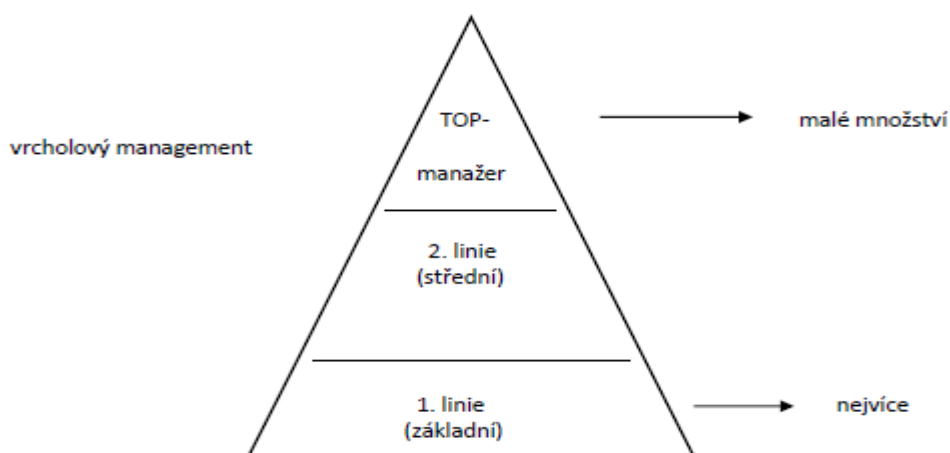 TOP-
malé množství
vrcholový management
manažer
2. linie
(střední)
1. linie
nejvíce
(základní)